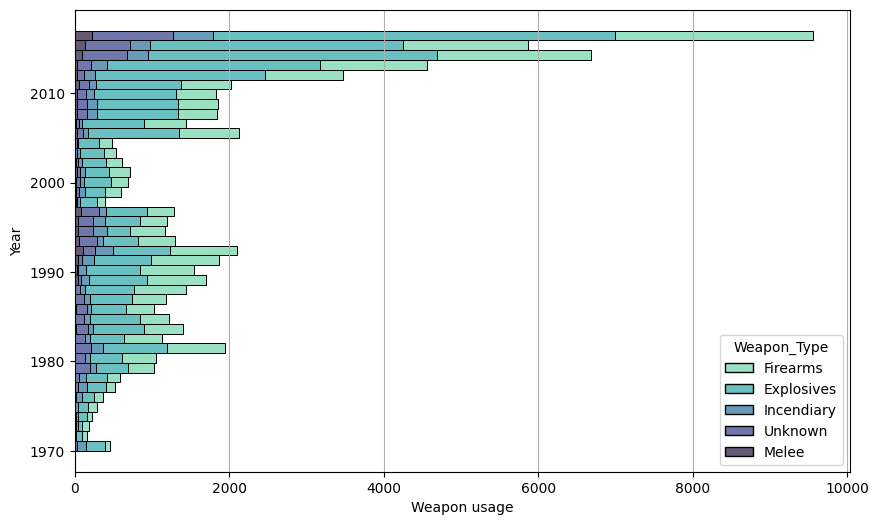 2010
2000
1990
1980
1970
Year
0
2000
4000
6000
8000
10000
Weapon usage
Weapon_Type
Firearms
Explosives
Incendiary
Unknown
Melee